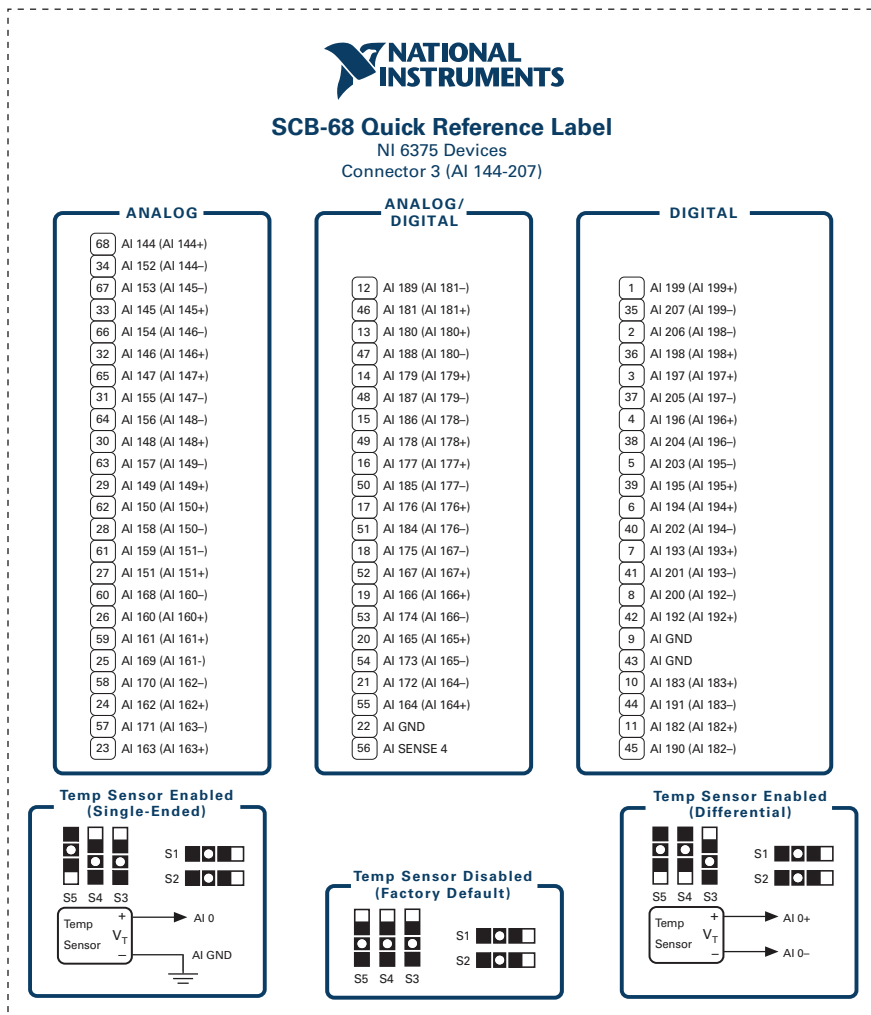 NATIONAL
INSTRUMENTS
SCB-68 Quick Reference Label
NI 6375 Devices
Connector 3 (AI 144-207)
ANALOG
68 AI 144 (AI 144+)
34 AI 152 (AI 144–)
67 AI 153 (AI 145–)
33 AI 145 (AI 145+)
66 AI 154 (AI 146–)
32 AI 146 (AI 146+)
65 AI 147 (AI 147+)
31 AI 155 (AI 147–)
64 AI 156 (AI 148–)
30 AI 148 (AI 148+)
63 AI 157 (AI 149–)
29 AI 149 (AI 149+)
62 AI 150 (AI 150+)
28 AI 158 (AI 150–)
61 AI 159 (AI 151–)
27 AI 151 (AI 151+)
60 AI 168 (AI 160–)
26 AI 160 (AI 160+)
59 AI 161 (AI 161+)
25 AI 169 (AI 161-)
58 AI 170 (AI 162–)
24 AI 162 (AI 162+)
57 AI 171 (AI 163–)
23 AI 163 (AI 163+)
ANALOG/
DIGITAL
12 AI 189 (AI 181–)
46 AI 181 (AI 181+)
13 AI 180 (AI 180+)
47 AI 188 (AI 180–)
14 AI 179 (AI 179+)
48 AI 187 (AI 179–)
15 AI 186 (AI 178–)
49 AI 178 (AI 178+)
16 AI 177 (AI 177+)
50 AI 185 (AI 177–)
17 AI 176 (AI 176+)
51 AI 184 (AI 176–)
18 AI 175 (AI 167–)
52 AI 167 (AI 167+)
19 AI 166 (AI 166+)
53 AI 174 (AI 166–)
20 AI 165 (AI 165+)
54 AI 173 (AI 165–)
21 AI 172 (AI 164–)
55 AI 164 (AI 164+)
22 AI GND
56 AI SENSE 4
DIGITAL
1 AI 199 (AI 199+)
35 AI 207 (AI 199–)
2 AI 206 (AI 198–)
36 AI 198 (AI 198+)
3 AI 197 (AI 197+)
37 AI 205 (AI 197–)
4 AI 196 (AI 196+)
38 AI 204 (AI 196–)
5 AI 203 (AI 195–)
39 AI 195 (AI 195+)
6 AI 194 (AI 194+)
40 AI 202 (AI 194–)
7 AI 193 (AI 193+)
41 AI 201 (AI 193–)
8 AI 200 (AI 192–)
42 AI 192 (AI 192+)
9 AI GND
43 AI GND
10 AI 183 (AI 183+)
44 AI 191 (AI 183–)
11 AI 182 (AI 182+)
45 AI 190 (AI 182–)
Temp Sensor Enabled
(Single-Ended)
S1
S2
S5 S4 S3
Temp
Sensor
+
VT
–
AI 0
AI GND
Temp Sensor Disabled
(Factory Default)
S1
S2
S5 S4 S3
Temp Sensor Enabled
(Differential)
S1
S2
S5 S4 S3
Temp
Sensor
+
VT
–
AI 0+
AI 0–